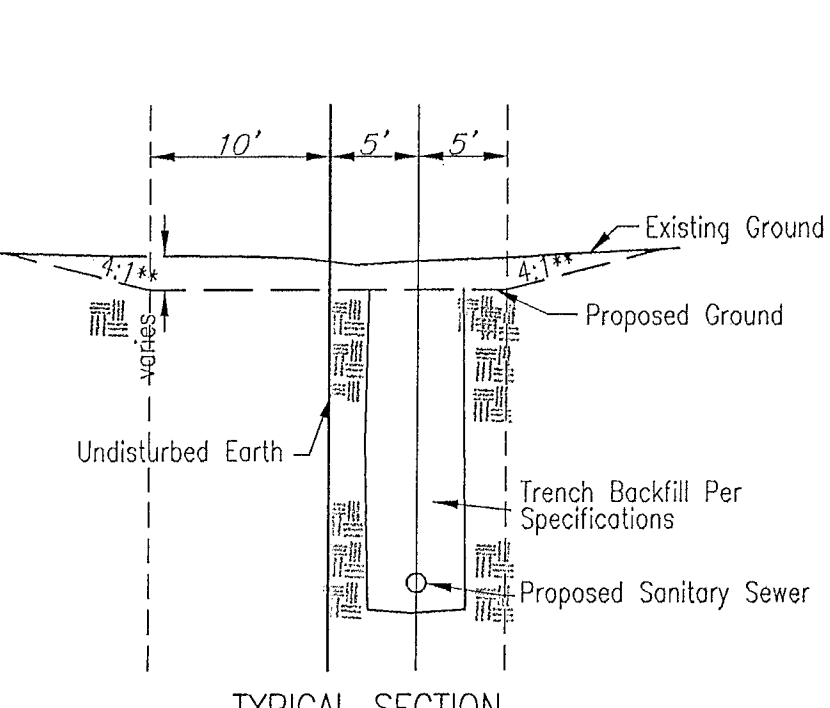 10' 5' 5'
Existing Ground
4:1** 4:1**
Proposed Ground
varies
Undisturbed Earth
Trench Backfill Per
Specifications
Proposed Sanitary Sewer
TYPICAL SECTION